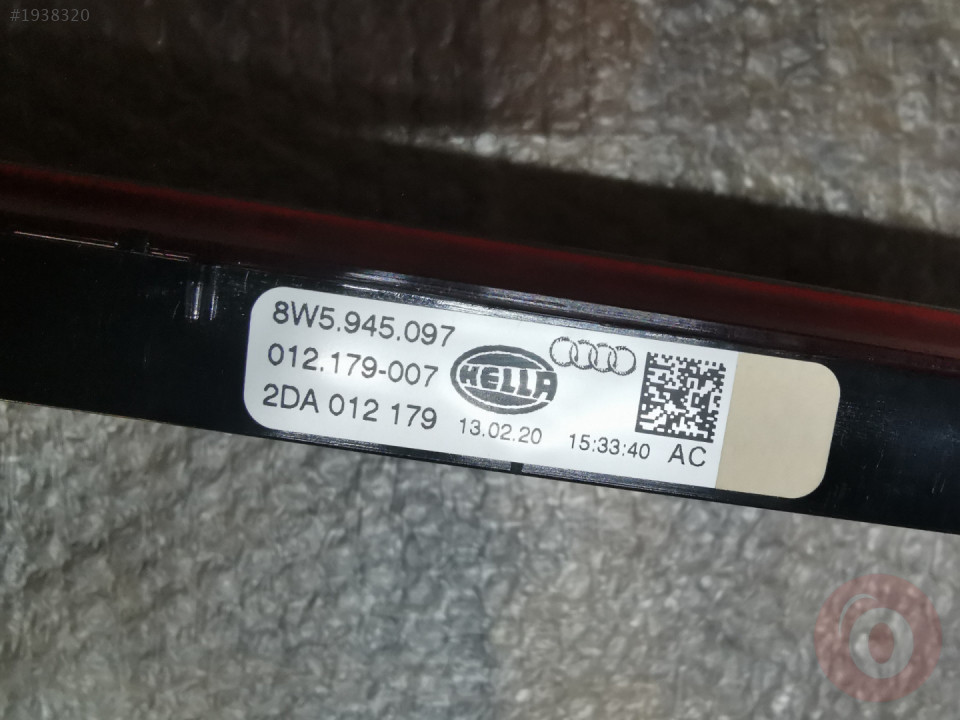 #1938320
8W5.945.097
012.179-007
HELLA
2DA 012 179
13.02.20
15:33:40
AC